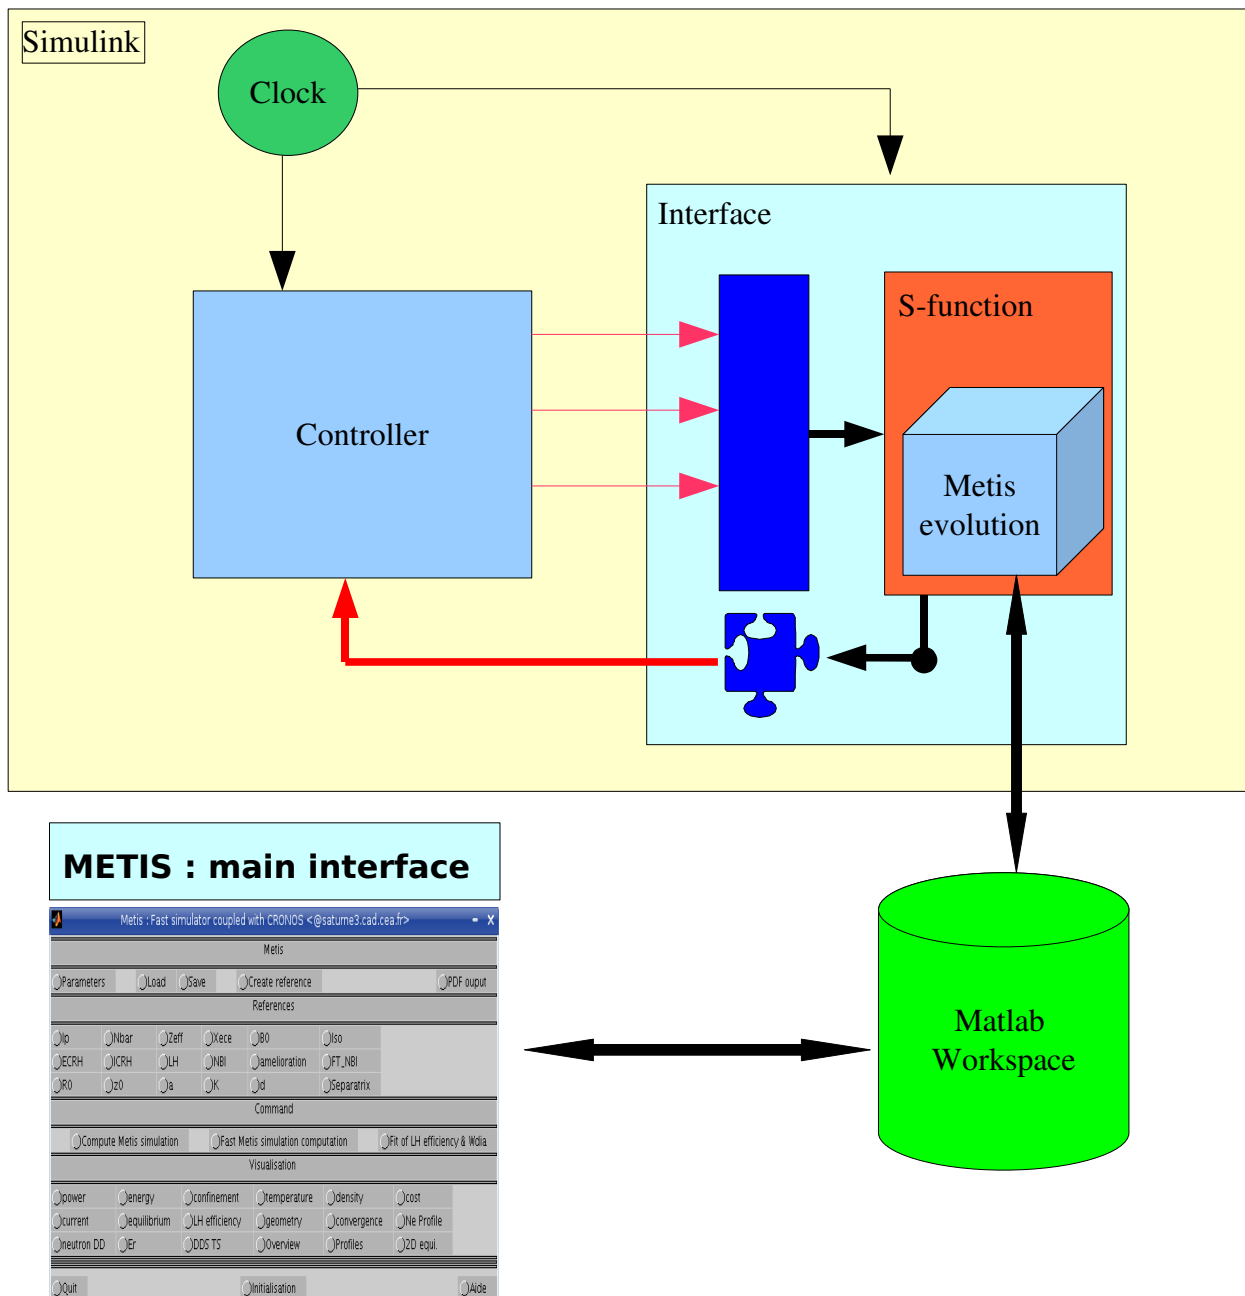 Simulink
Clock
Interface
S-function
Controller
Metis
evolution
METIS : main interface
Metis : Fast simulator coupled with CRONOS <@saturne3.cad.cea.fr>
Metis
Parameters Load Save Create reference PDF ouput
References
Ip Nbar Zeff Xece B0 Iso
ECRH ICRH LH NBI amelioration FT_NBI
R0 z0 a K d Separatrix
Command
Compute Metis simulation Fast Metis simulation computation Fit of LH efficiency & Wdia
Visualisation
power energy confinement temperature density cost
current equilibrium LH efficiency geometry convergence Ne Profile
neutron DD Er DDS TS Overview Profiles 2D equi.
Quit Initialisation Aide
Matlab
Workspace